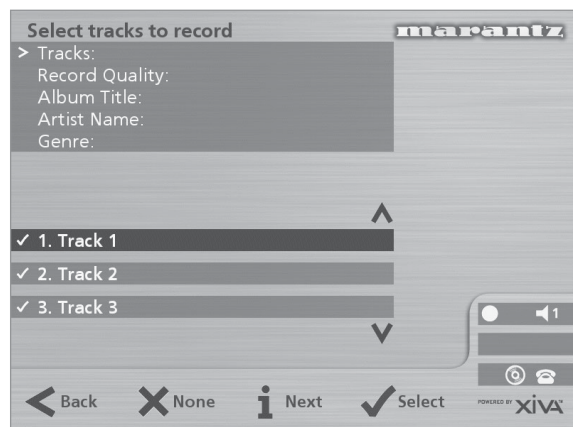 Select tracks to record
marantz
> Tracks:
Record Quality:
Album Title:
Artist Name:
Genre:
✓ 1. Track 1
✓ 2. Track 2
✓ 3. Track 3
1
Back None i Next Select
POWERED BY XiVA